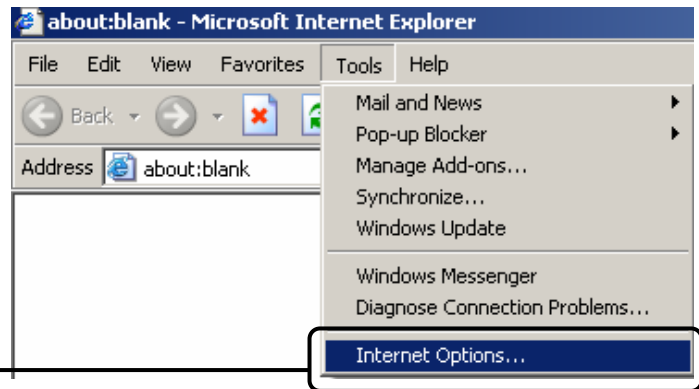 about:blank - Microsoft Internet Explorer
File Edit View Favorites Tools Help
Back
Address about:blank
Mail and News
Pop-up Blocker
Manage Add-ons...
Synchronize...
Windows Update
Windows Messenger
Diagnose Connection Problems...
Internet Options...